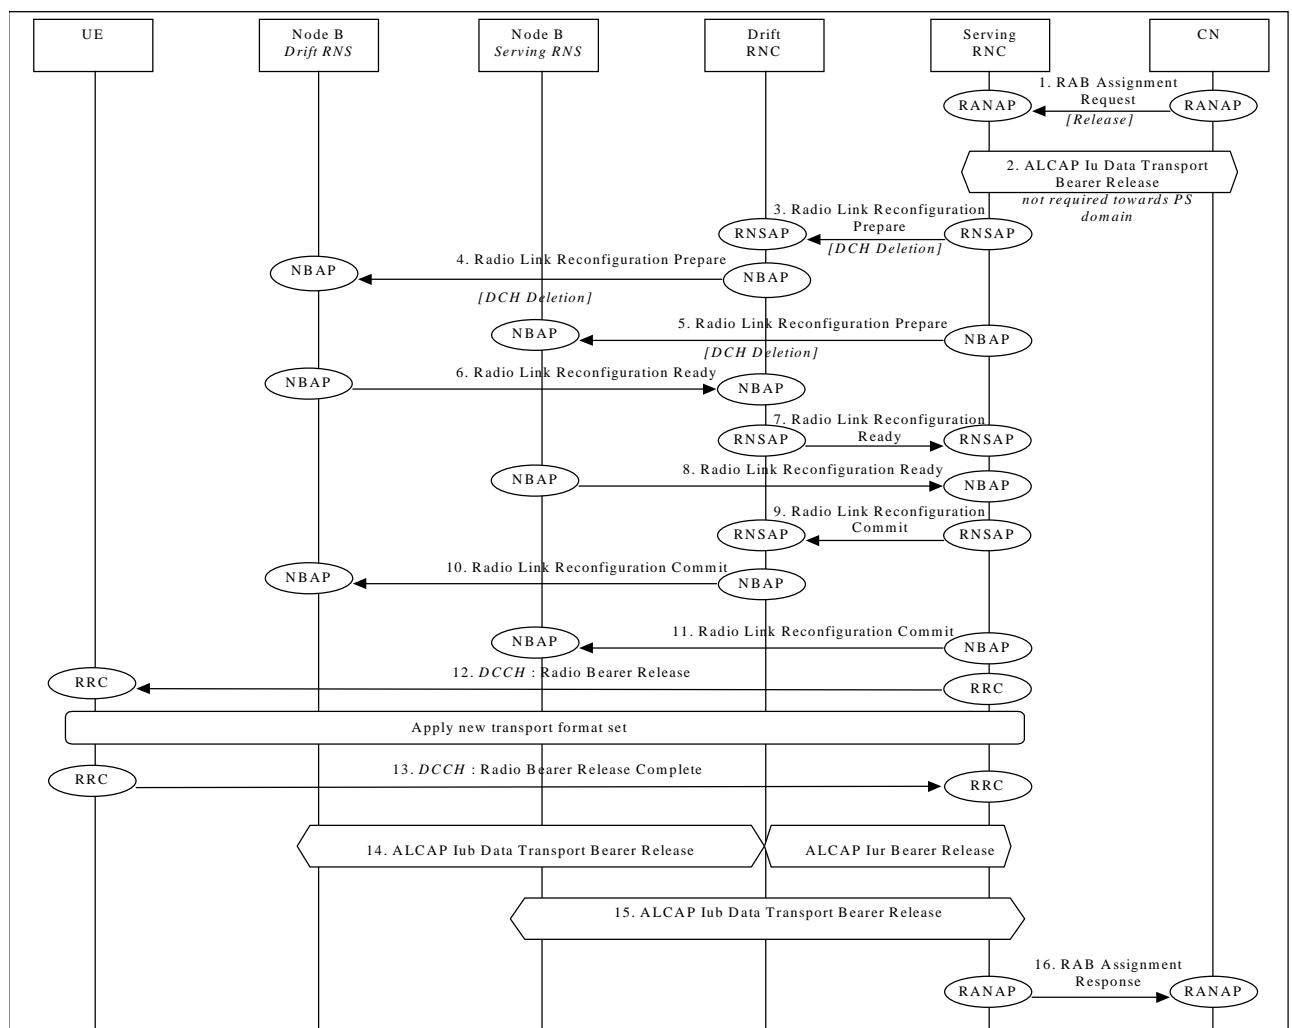 UE
Node B
Drift RNS
Node B
Serving RNS
Drift
RNC
Serving
RNC
CN
1. RAB Assignment
Request
[Release]
RANAP
RANAP
2. ALCAP Iu Data Transport
Bearer Release
not required towards PS
domain
3. Radio Link Reconfiguration
Prepare
[DCH Deletion]
RNSAP
RNSAP
4. Radio Link Reconfiguration Prepare
[DCH Deletion]
NBAP
NBAP
5. Radio Link Reconfiguration Prepare
[DCH Deletion]
NBAP
NBAP
6. Radio Link Reconfiguration Ready
NBAP
NBAP
7. Radio Link Reconfiguration
Ready
RNSAP
RNSAP
8. Radio Link Reconfiguration Ready
NBAP
NBAP
9. Radio Link Reconfiguration
Commit
RNSAP
RNSAP
10. Radio Link Reconfiguration Commit
NBAP
NBAP
11. Radio Link Reconfiguration Commit
NBAP
NBAP
12. DCCH : Radio Bearer Release
RRC
RRC
Apply new transport format set
13. DCCH : Radio Bearer Release Complete
RRC
RRC
14. ALCAP Iub Data Transport Bearer Release
ALCAP Iur Bearer Release
15. ALCAP Iub Data Transport Bearer Release
16. RAB Assignment
Response
RANAP
RANAP